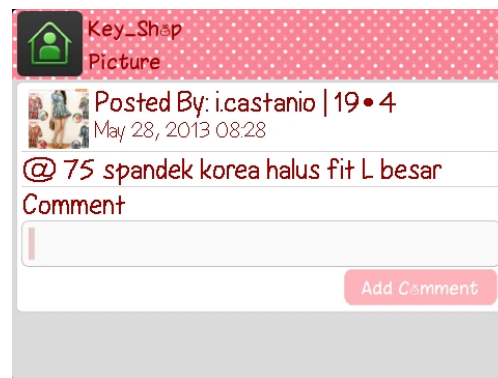 Key_Shop
Picture
Posted By: i.castanio | 19•4
May 28, 2013 08:28
@ 75 spandek korea halus fit L besar
Comment
Add Comment